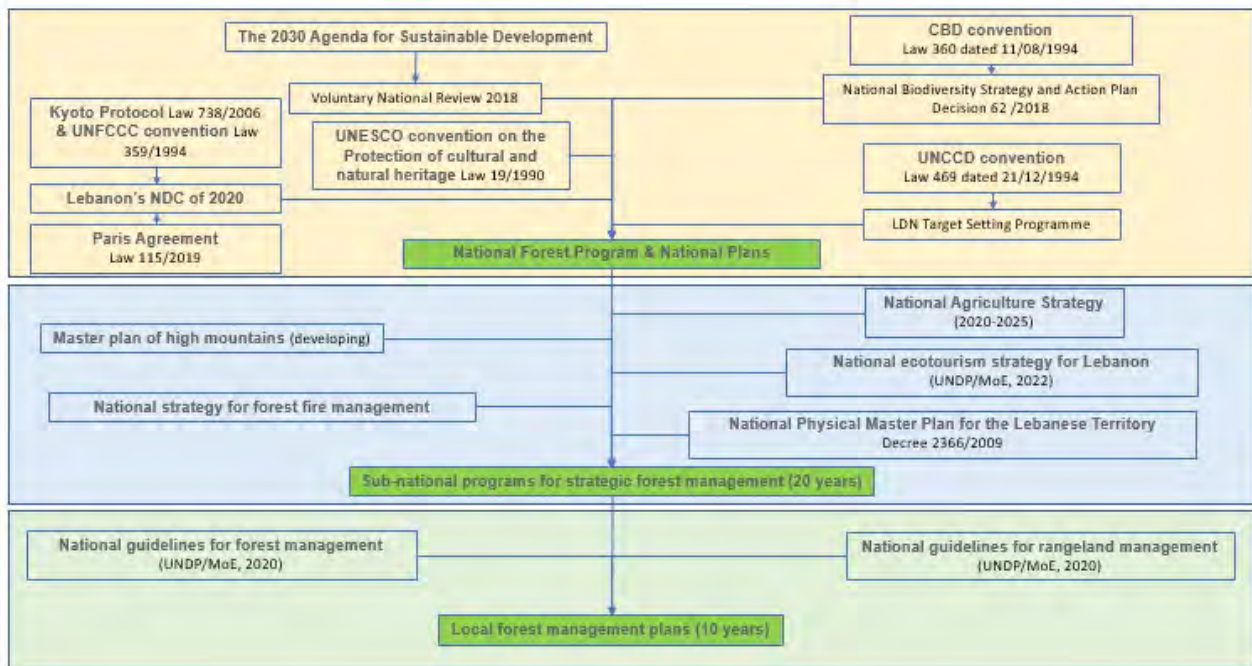 The 2030 Agenda for Sustainable Development
CBD convention
Law 360 dated 11/08/1994
Voluntary National Review 2018
National Biodiversity Strategy and Action Plan
Decision 62 /2018
Kyoto Protocol Law 738/2006
& UNFCCC convention Law
359/1994
UNESCO convention on the
Protection of cultural and
natural heritage Law 19/1990
UNCCD convention
Law 469 dated 21/12/1994
Lebanon's NDC of 2020
LDN Target Setting Programme
Paris Agreement
Law 115/2019
National Forest Program & National Plans
National Agriculture Strategy
(2020-2025)
Master plan of high mountains (developing)
National ecotourism strategy for Lebanon
(UNDP/MoE, 2022)
National strategy for forest fire management
National Physical Master Plan for the Lebanese Territory
Decree 2366/2009
Sub-national programs for strategic forest management (20 years)
National guidelines for forest management
(UNDP/MoE, 2020)
National guidelines for rangeland management
(UNDP/MoE, 2020)
Local forest management plans (10 years)